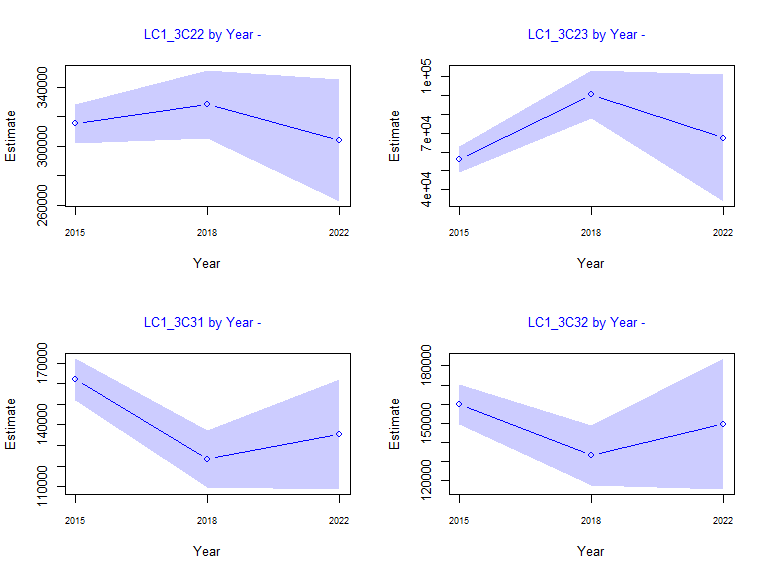 LC1_3C22 by Year -
Estimate
340000
300000
260000
2015
2018
2022
Year
LC1_3C23 by Year -
Estimate
1e+05
7e+04
4e+04
2015
2018
2022
Year
LC1_3C31 by Year -
Estimate
170000
140000
110000
2015
2018
2022
Year
LC1_3C32 by Year -
Estimate
180000
150000
120000
2015
2018
2022
Year